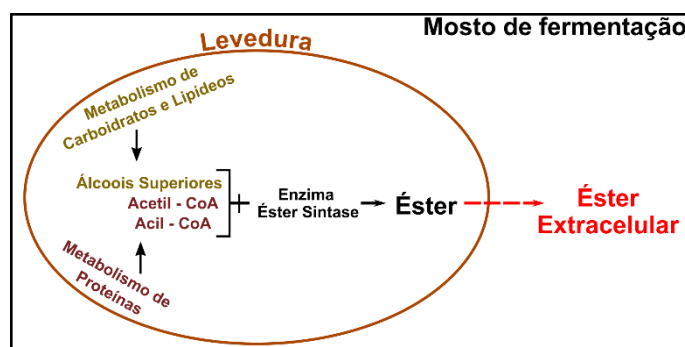 Mosto de fermentação
Levedura
Metabolismo de
Carboidratos e Lipídeos
Álcoois Superiores
Acetil - CoA
Acil - CoA
Enzima
Éster Sintase
Éster
Éster
Extracelular
Metabolismo de
Proteínas